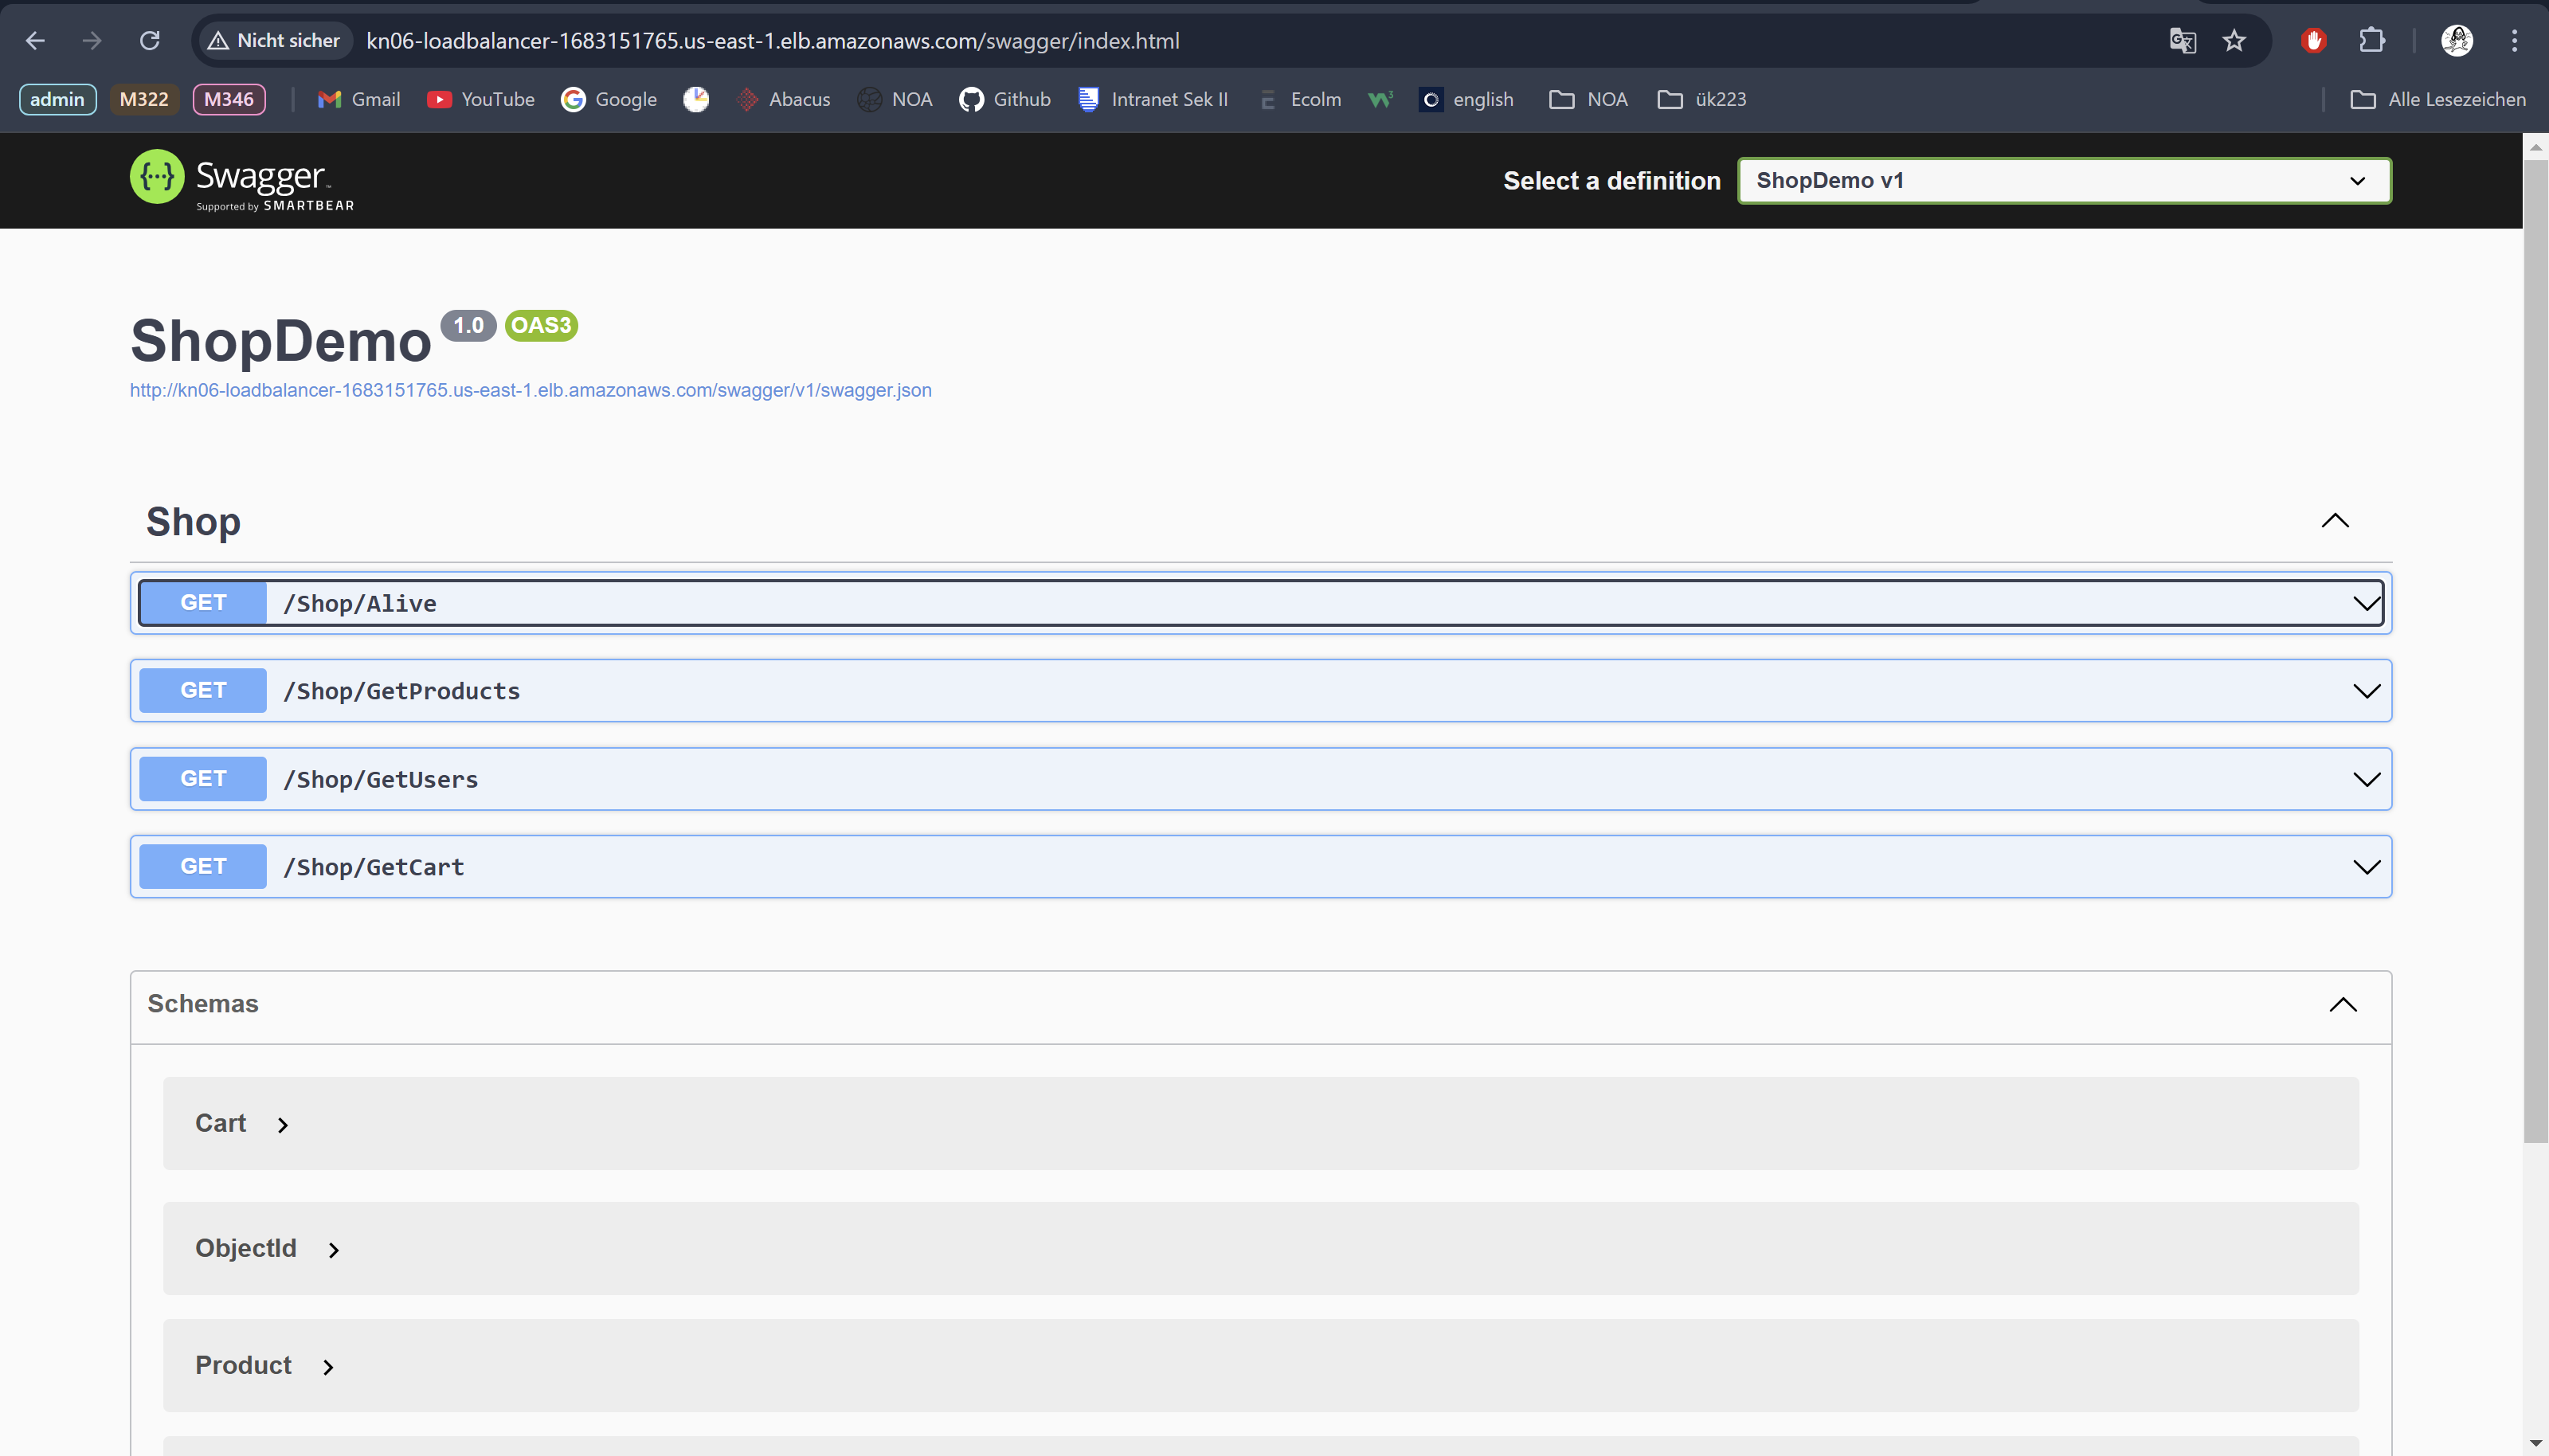 Nicht sicher kn06-loadbalancer-1683151765.us-east-1.elb.amazonaws.com/swagger/index.html
admin M322 M346 Gmail YouTube Google Abacus NOA Github Intranet Sek II Ecolm english NOA ük223 Alle Lesezeichen
Swagger
Supported by SMARTBEAR
Select a definition ShopDemo v1
ShopDemo 1.0 OAS3
http://kn06-loadbalancer-1683151765.us-east-1.elb.amazonaws.com/swagger/v1/swagger.json
Shop
GET /Shop/Alive
GET /Shop/GetProducts
GET /Shop/GetUsers
GET /Shop/GetCart
Schemas
Cart
ObjectId
Product